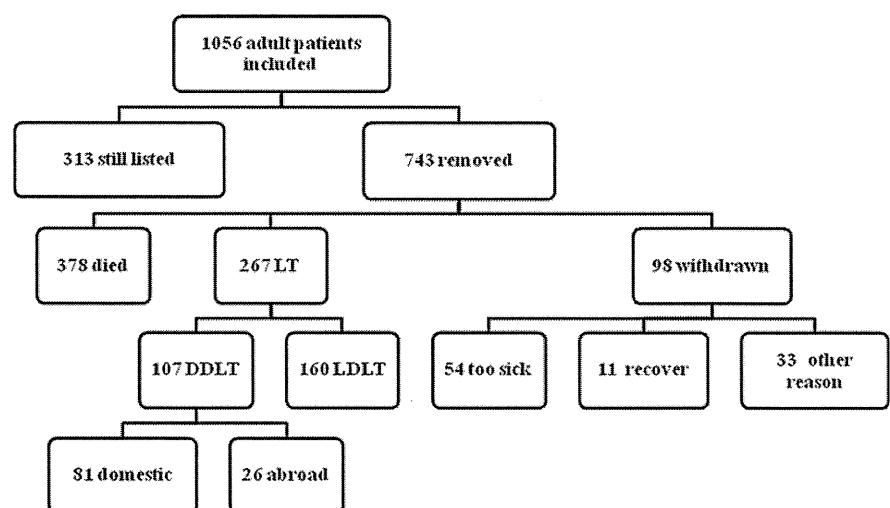 1056 adult patients
included
313 still listed
743 removed
378 died
267 LT
98 withdrawn
107 DDLT
160 LDLT
54 too sick
11 recover
33 other
reason
81 domestic
26 abroad